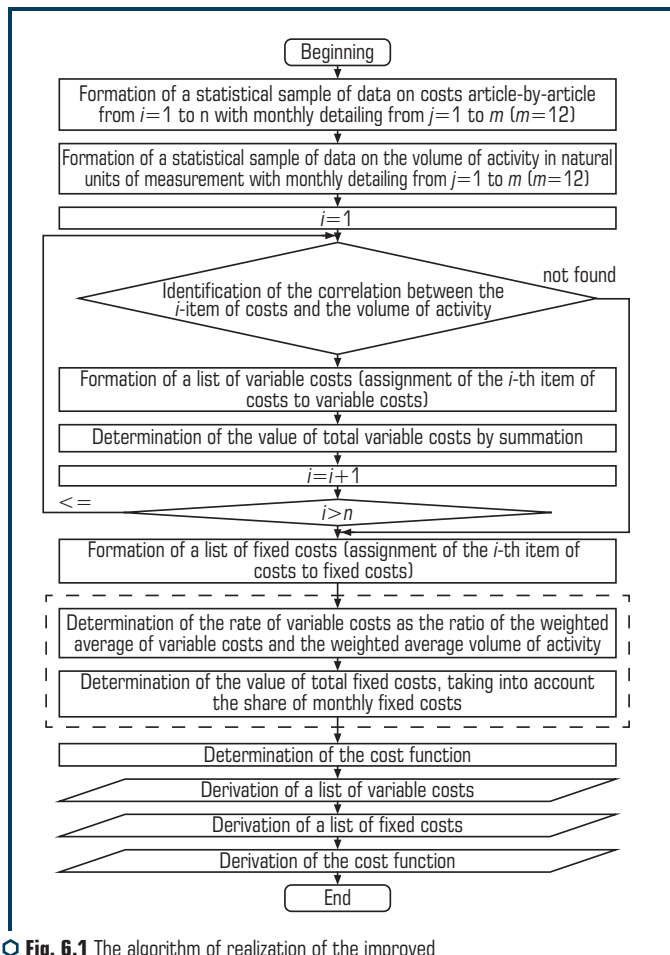 Beginning
Formation of a statistical sample of data on costs article-by-article
from i=1 to n with monthly detailing from j=1 to m (m=12)
Formation of a statistical sample of data on the volume of activity in natural
units of measurement with monthly detailing from j=1 to m (m=12)
i=1
not found
Identification of the correlation between the
i-item of costs and the volume of activity
Formation of a list of variable costs (assignment of the i-th item of
costs to variable costs)
Determination of the value of total variable costs by summation
i=i+1
<=
i>n
Formation of a list of fixed costs (assignment of the i-th item of
costs to fixed costs)
Determination of the rate of variable costs as the ratio of the weighted
average of variable costs and the weighted average volume of activity
Determination of the value of total fixed costs, taking into account
the share of monthly fixed costs
Determination of the cost function
Derivation of a list of variable costs
Derivation of a list of fixed costs
Derivation of the cost function
End
Fig. 6.1 The algorithm of realization of the improved